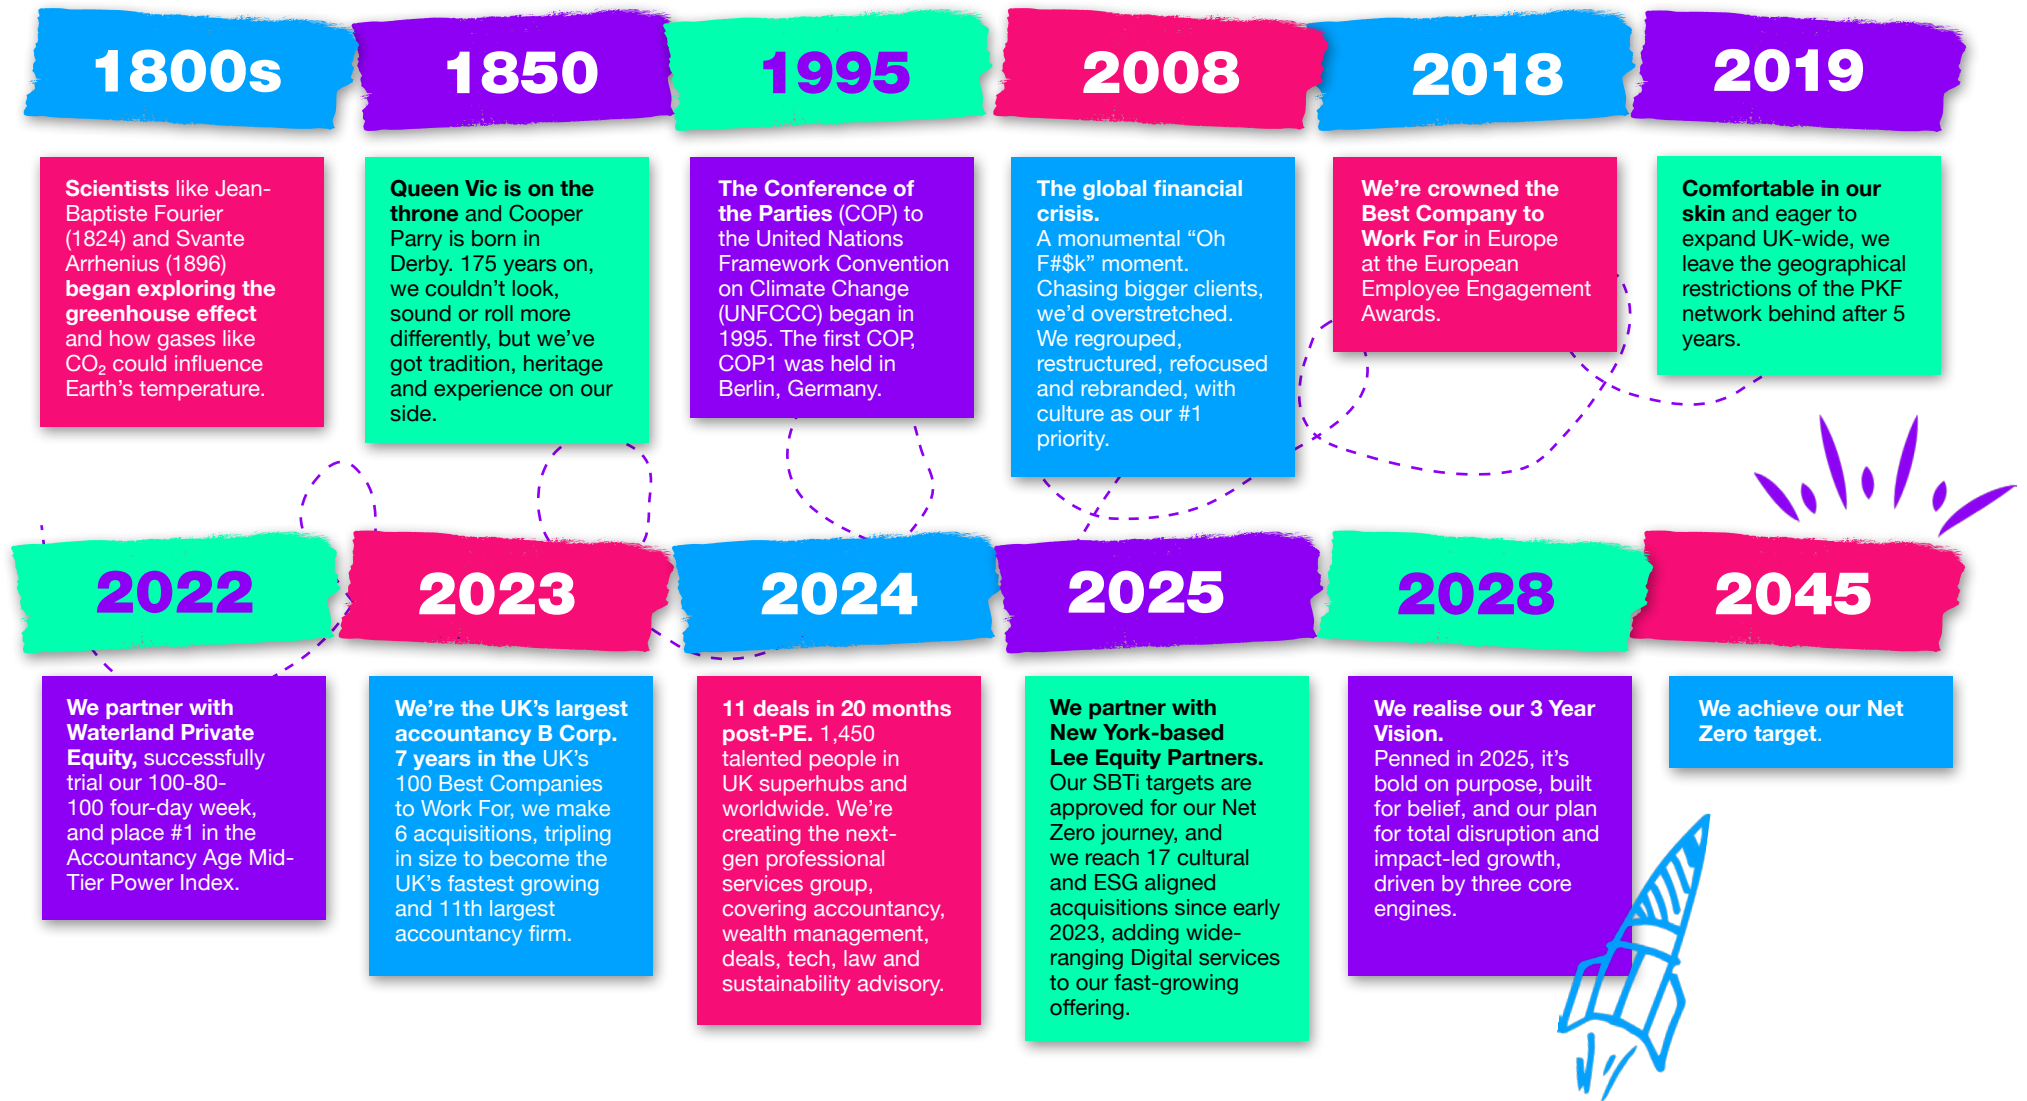 1800s
Scientists like Jean-
Baptiste Fourier
(1824) and Svante
Arrhenius (1896)
began exploring the
greenhouse effect
and how gases like
CO₂ could influence
Earth's temperature.
1850
Queen Vic is on the
throne and Cooper
Parry is born in
Derby. 175 years on,
we couldn't look,
sound or roll more
differently, but we've
got tradition, heritage
and experience on our
side.
1995
The Conference of
the Parties (COP) to
the United Nations
Framework Convention
on Climate Change
(UNFCCC) began in
1995. The first COP,
COP1 was held in
Berlin, Germany.
2008
The global financial
crisis.
A monumental “Oh
F#$k” moment.
Chasing bigger clients,
we'd overstretched.
We regrouped,
restructured, refocused
and rebranded, with
culture as our #1
priority.
2018
We're crowned the
Best Company to
Work For in Europe
at the European
Employee Engagement
Awards.
2019
Comfortable in our
skin and eager to
expand UK-wide, we
leave the geographical
restrictions of the PKF
network behind after 5
years.
2022
We partner with
Waterland Private
Equity, successfully
trial our 100-80-
100 four-day week,
and place #1 in the
Accountancy Age Mid-
Tier Power Index.
2023
We're the UK's largest
accountancy B Corp.
7 years in the UK's
100 Best Companies
to Work For, we make
6 acquisitions, tripling
in size to become the
UK's fastest growing
and 11th largest
accountancy firm.
2024
11 deals in 20 months
post-PE. 1,450
talented people in
UK superhubs and
worldwide. We're
creating the next-
gen professional
services group,
covering accountancy,
wealth management,
deals, tech, law and
sustainability advisory.
2025
We partner with
New York-based
Lee Equity Partners.
Our SBTi targets are
approved for our Net
Zero journey, and
we reach 17 cultural
and ESG aligned
acquisitions since early
2023, adding wide-
ranging Digital services
to our fast-growing
offering.
2028
We realise our 3 Year
Vision.
Penned in 2025, it's
bold on purpose, built
for belief, and our plan
for total disruption and
impact-led growth,
driven by three core
engines.
2045
We achieve our Net
Zero target.